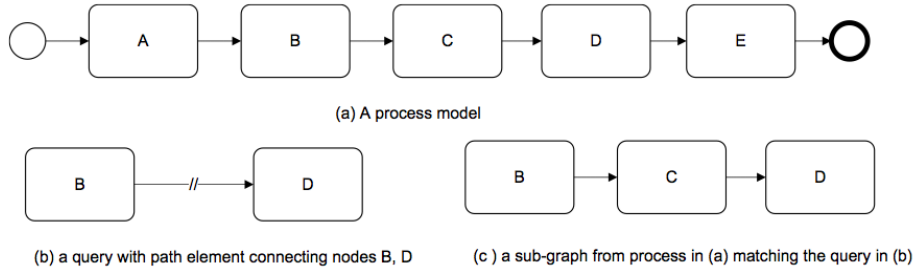 A B C D E
(a) A process model
B // D
B C D
(b) a query with path element connecting nodes B, D
(c ) a sub-graph from process in (a) matching the query in (b)